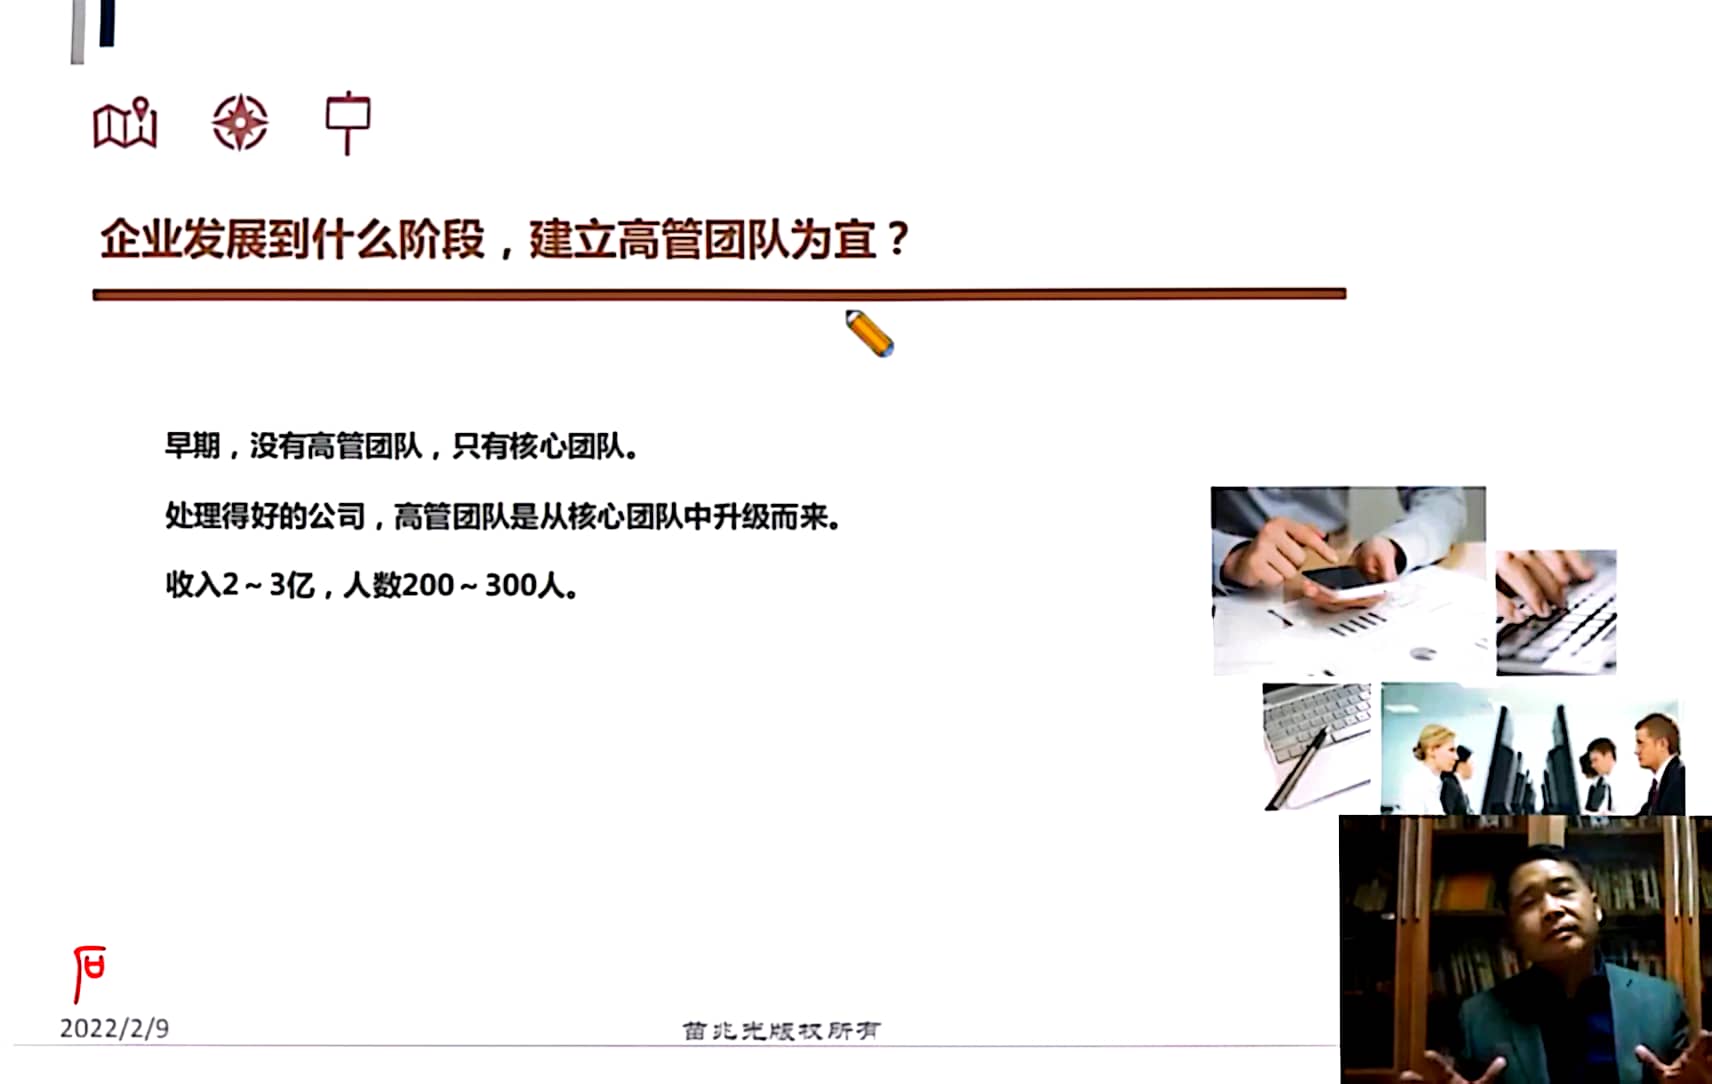 企业发展到什么阶段，建立高管团队为宜？
早期，没有高管团队，只有核心团队。
处理得好的公司，高管团队是从核心团队中升级而来。
收入2～3亿，人数200～300人。
2022/2/9
苗兆光版权所有